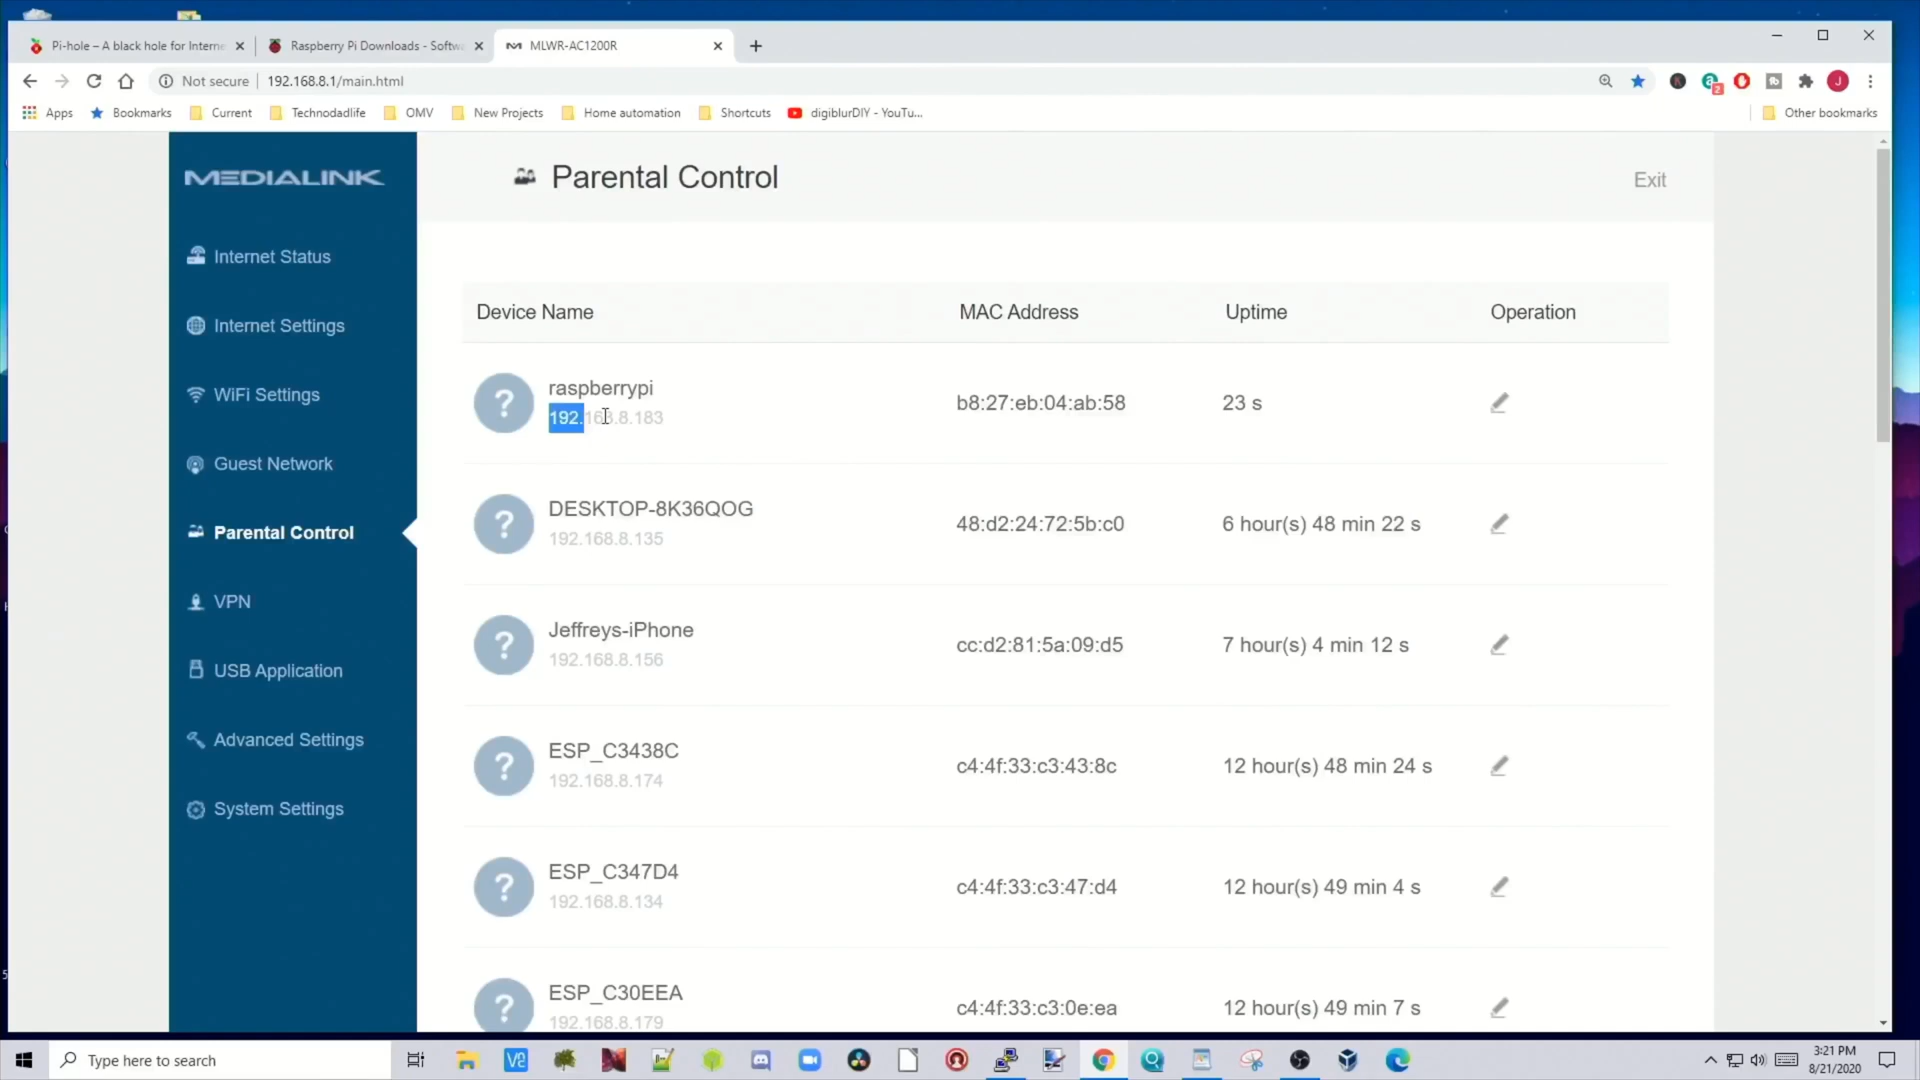 Pi-hole – A black hole for Interne
Raspberry Pi Downloads - Softwa
MLWR-AC1200R
Not secure
192.168.8.1/main.html
2
J
Apps
Bookmarks
Current
Technodadlife
OMV
New Projects
Home automation
Shortcuts
digiblurDIY - YouTu...
Other bookmarks
MEDIALINK
Parental Control
Exit
Internet Status
Internet Settings
WiFi Settings
Guest Network
Parental Control
VPN
USB Application
Advanced Settings
System Settings
Device Name
MAC Address
Uptime
Operation
raspberrypi
192.168.8.183
b8:27:eb:04:ab:58
23 s
DESKTOP-8K36QOG
192.168.8.135
48:d2:24:72:5b:c0
6 hour(s) 48 min 22 s
Jeffreys-iPhone
192.168.8.156
cc:d2:81:5a:09:d5
7 hour(s) 4 min 12 s
ESP_C3438C
192.168.8.174
c4:4f:33:c3:43:8c
12 hour(s) 48 min 24 s
ESP_C347D4
192.168.8.134
c4:4f:33:c3:47:d4
12 hour(s) 49 min 4 s
ESP_C30EEA
192.168.8.179
c4:4f:33:c3:0e:ea
12 hour(s) 49 min 7 s
Type here to search
3:21 PM
8/21/2020